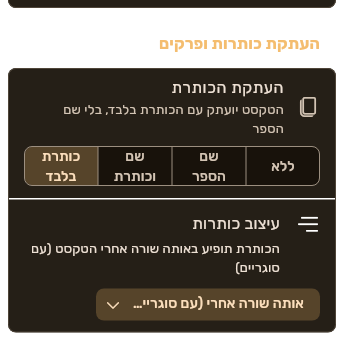 העתקת כותרות ופרקים
העתקת הכותרת
הטקסט יועתק עם הכותרת בלבד, בלי שם
הספר
ללא
שם
הספר
שם
וכותרת
כותרת
בלבד
עיצוב כותרות
הכותרת תופיע באותה שורה אחרי הטקסט (עם
סוגריים)
אותה שורה אחרי (עם סוגריי...